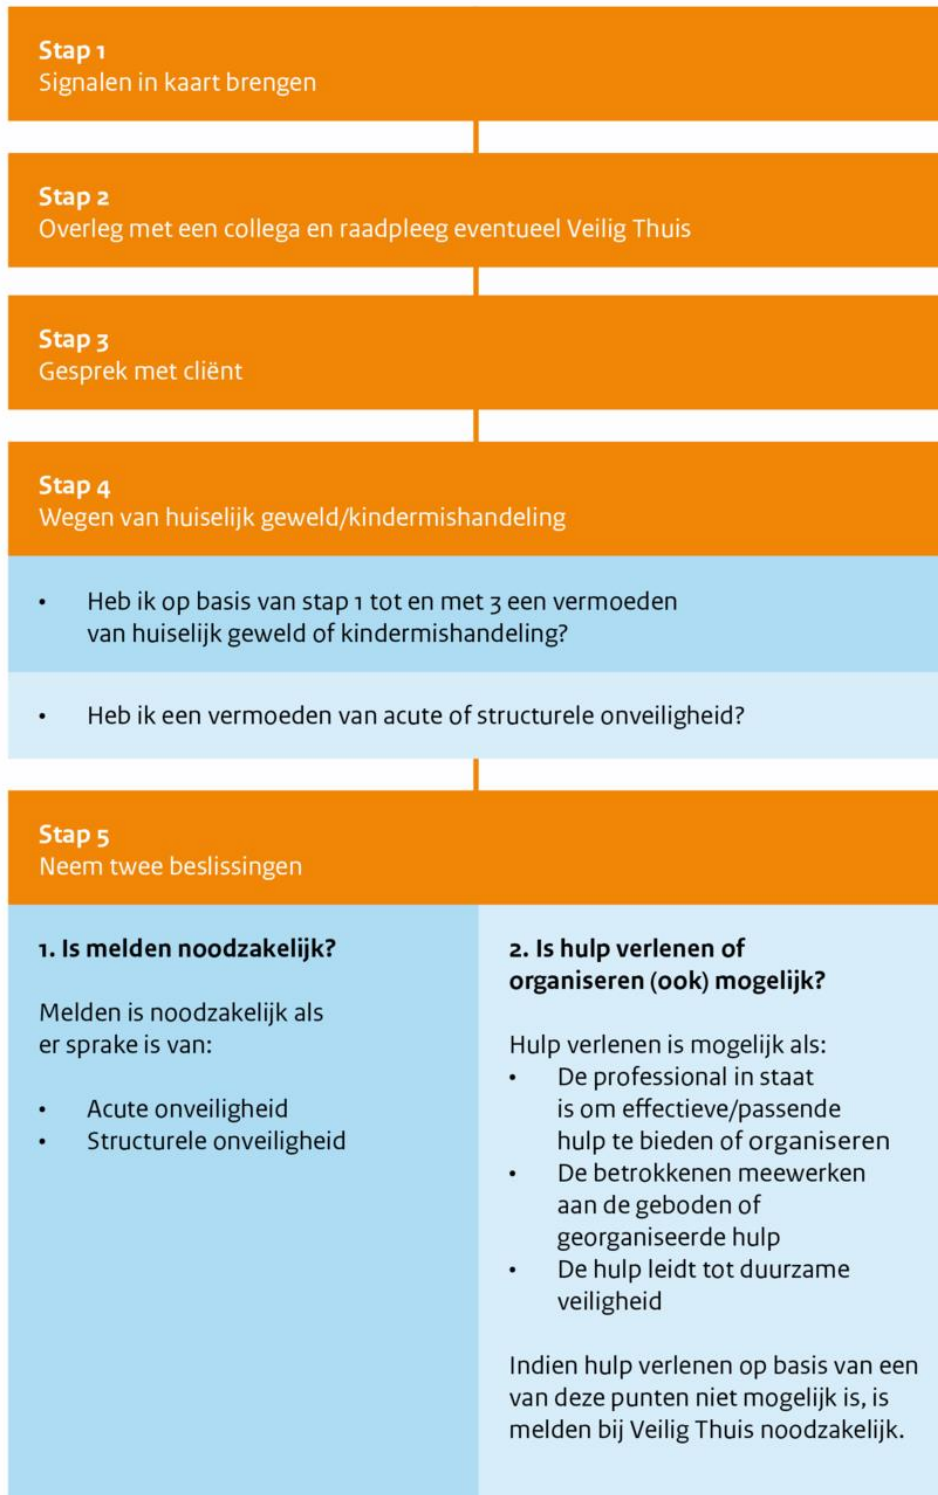 Stap 1
Signalen in kaart brengen
Stap 2
Overleg met een collega en raadpleeg eventueel Veilig Thuis
Stap 3
Gesprek met cliënt
Stap 4
Wegen van huiselijk geweld/kindermishandeling
• Heb ik op basis van stap 1 tot en met 3 een vermoeden
van huiselijk geweld of kindermishandeling?
• Heb ik een vermoeden van acute of structurele onveiligheid?
Stap 5
Neem twee beslissingen
1. Is melden noodzakelijk?
Melden is noodzakelijk als
er sprake is van:
• Acute onveiligheid
• Structurele onveiligheid
2. Is hulp verlenen of
organiseren (ook) mogelijk?
Hulp verlenen is mogelijk als:
• De professional in staat
is om effectieve/passende
hulp te bieden of organiseren
• De betrokkenen meewerken
aan de geboden of
georganiseerde hulp
• De hulp leidt tot duurzame
veiligheid
Indien hulp verlenen op basis van een
van deze punten niet mogelijk is, is
melden bij Veilig Thuis noodzakelijk.